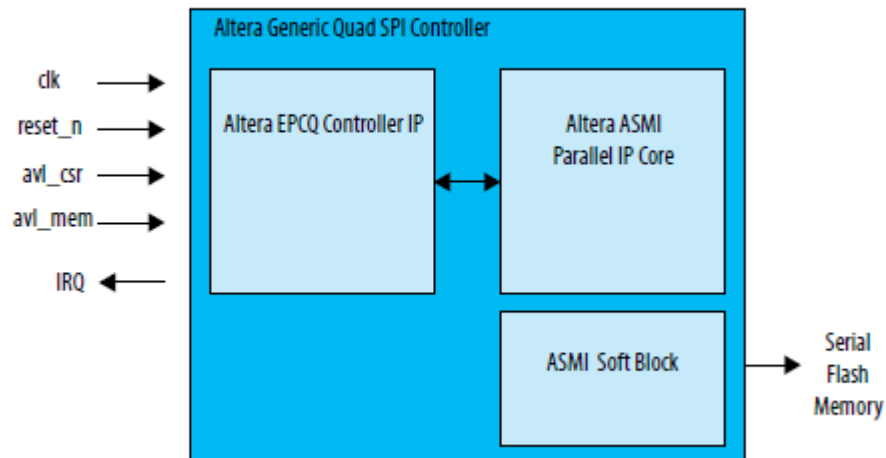 Altera Generic Quad SPI Controller
clk
reset_n
avl_csr
avl_mem
IRQ
Altera EPCQ Controller IP
Altera ASMI
Parallel IP Core
ASMI Soft Block
Serial
Flash
Memory